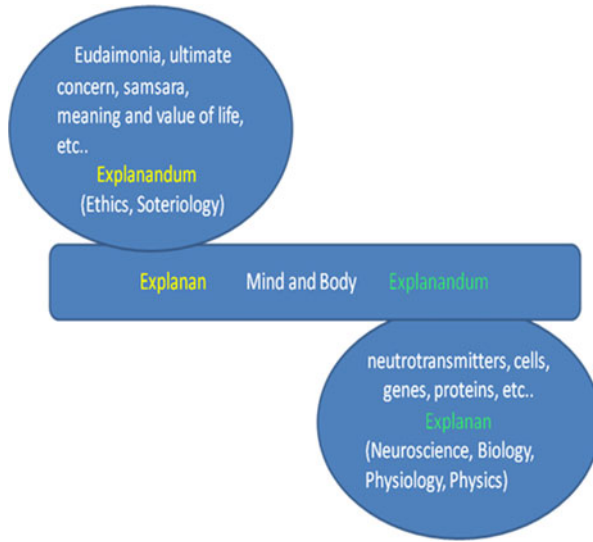 Eudaimonia, ultimate
concern, samsara,
meaning and value of life,
etc..
Explanandum
(Ethics, Soteriology)
Explanan Mind and Body Explanandum
neutrotransmitters, cells,
genes, proteins, etc..
Explanan
(Neuroscience, Biology,
Physiology, Physics)